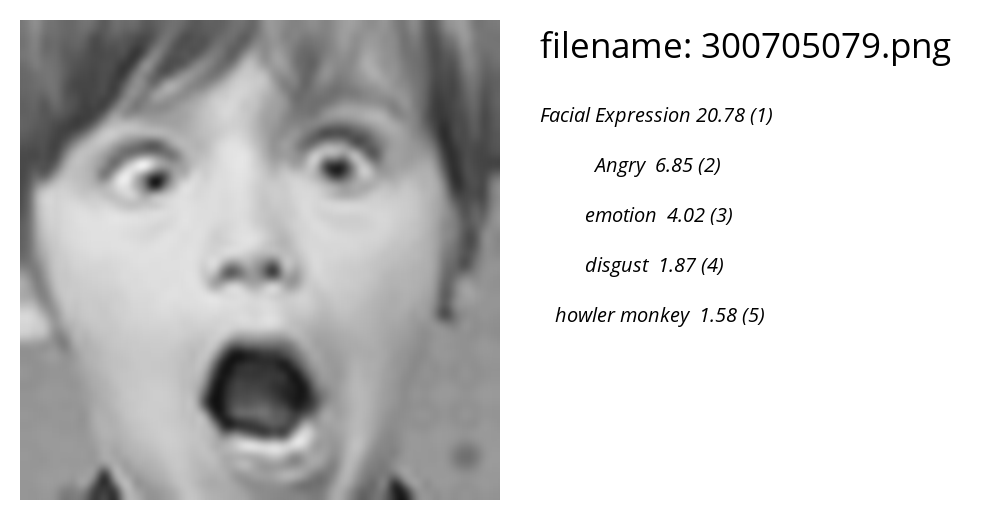 filename: 300705079.png
Facial Expression 20.78 (1)
Angry 6.85 (2)
emotion 4.02 (3)
disgust 1.87 (4)
howler monkey 1.58 (5)